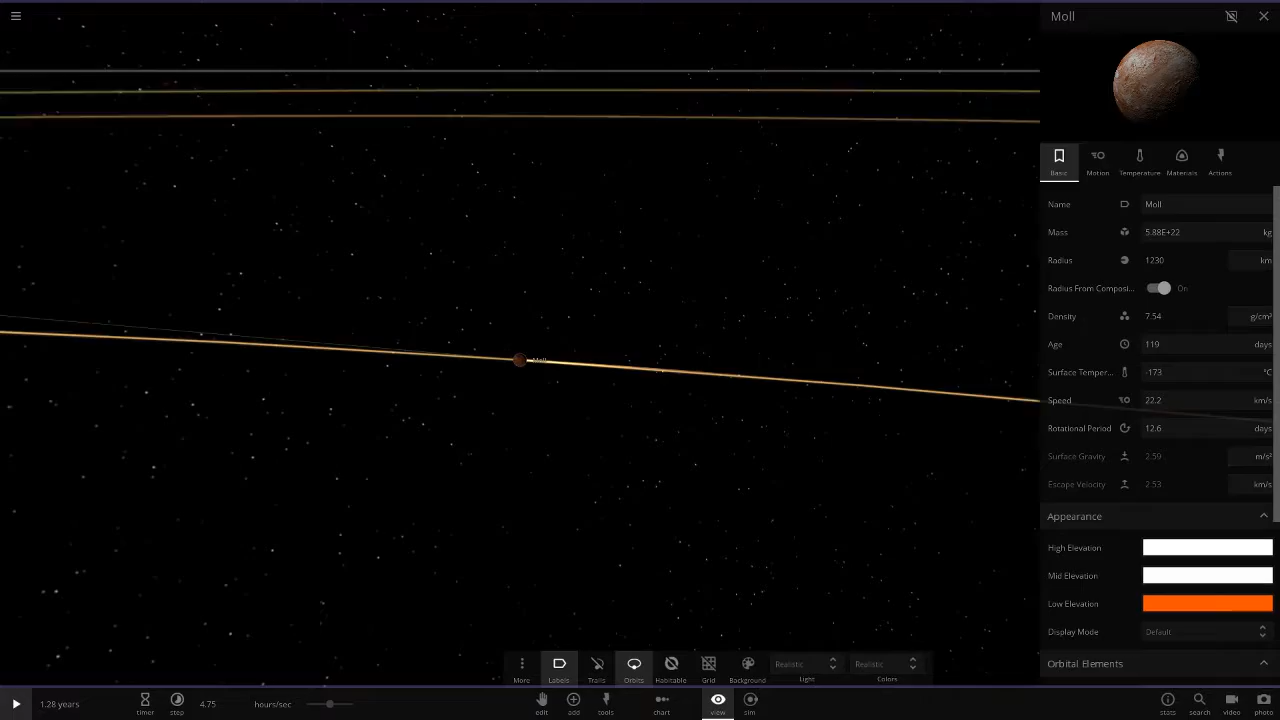 Moll
Basic
Motion
Temperature
Materials
Actions
Name Moll
Mass 5.88E+22 kg
Radius 1230 km
Radius From Composi... On
Density 7.54 g/cm³
Age 119 days
Surface Temper... -173 °C
Speed 22.2 km/s
Rotational Period 12.6 days
Surface Gravity 2.59 m/s²
Escape Velocity 2.53 km/s
Appearance
High Elevation
Mid Elevation
Low Elevation
Display Mode Default
Orbital Elements
Moll
More
Labels
Trails
Orbits
Habitable
Grid
Background
Realistic
Light
Realistic
Colors
1.28 years
timer
step
4.75 hours/sec
edit
add
tools
chart
view
sim
stats
search
video
photo